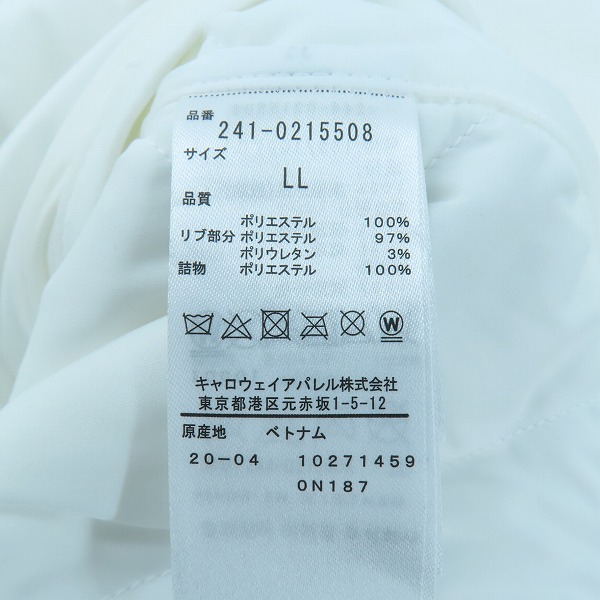 品番
241-0215508
サイズ
LL
品質
ポリエステル 100%
リブ部分 ポリエステル 97%
ポリウレタン 3%
詰物 ポリエステル 100%
W
キャロウェイアパレル株式会社
東京都港区元赤坂1-5-12
原産地 ベトナム
20-04 10271459
0N187